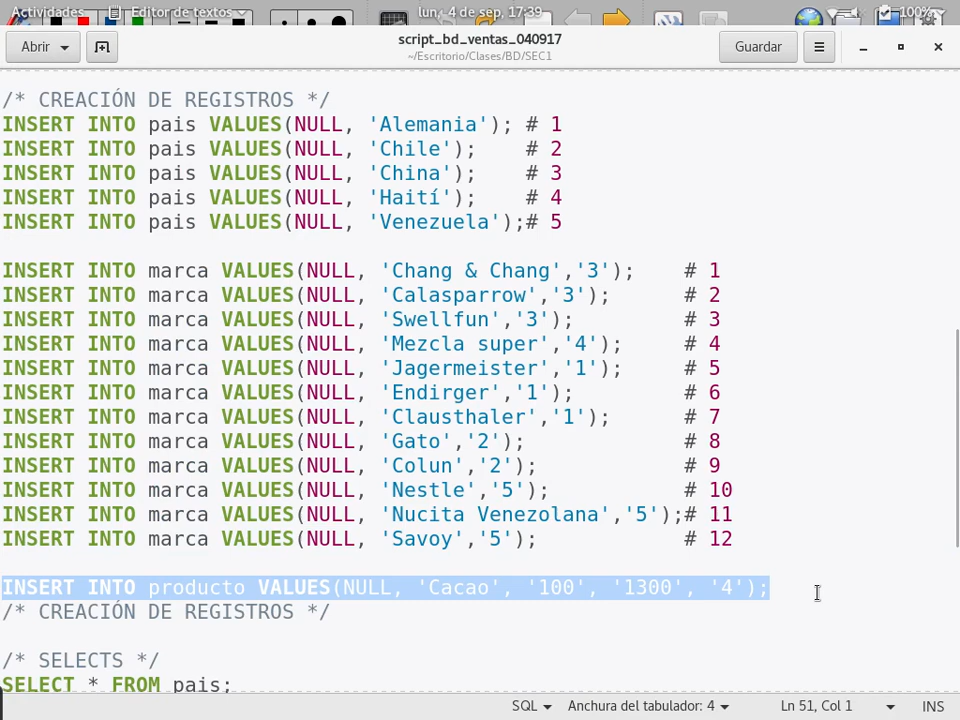 Actividades Editor de textos lun, 4 de sep, 17:39 100%
Abrir script_bd_ventas_040917 Guardar
~/Escritorio/Clases/BD/SEC1
/* CREACIÓN DE REGISTROS */
INSERT INTO pais VALUES(NULL, 'Alemania'); # 1
INSERT INTO pais VALUES(NULL, 'Chile'); # 2
INSERT INTO pais VALUES(NULL, 'China'); # 3
INSERT INTO pais VALUES(NULL, 'Haití'); # 4
INSERT INTO pais VALUES(NULL, 'Venezuela');# 5
INSERT INTO marca VALUES(NULL, 'Chang & Chang','3'); # 1
INSERT INTO marca VALUES(NULL, 'Calasparrow','3'); # 2
INSERT INTO marca VALUES(NULL, 'Swellfun','3'); # 3
INSERT INTO marca VALUES(NULL, 'Mezcla super','4'); # 4
INSERT INTO marca VALUES(NULL, 'Jagermeister','1'); # 5
INSERT INTO marca VALUES(NULL, 'Endirger','1'); # 6
INSERT INTO marca VALUES(NULL, 'Clausthaler','1'); # 7
INSERT INTO marca VALUES(NULL, 'Gato','2'); # 8
INSERT INTO marca VALUES(NULL, 'Colun','2'); # 9
INSERT INTO marca VALUES(NULL, 'Nestle','5'); # 10
INSERT INTO marca VALUES(NULL, 'Nucita Venezolana','5');# 11
INSERT INTO marca VALUES(NULL, 'Savoy','5'); # 12
INSERT INTO producto VALUES(NULL, 'Cacao', '100', '1300', '4');
/* CREACIÓN DE REGISTROS */
/* SELECTS */
SELECT * FROM pais;
SQL Anchura del tabulador: 4 Ln 51, Col 1 INS